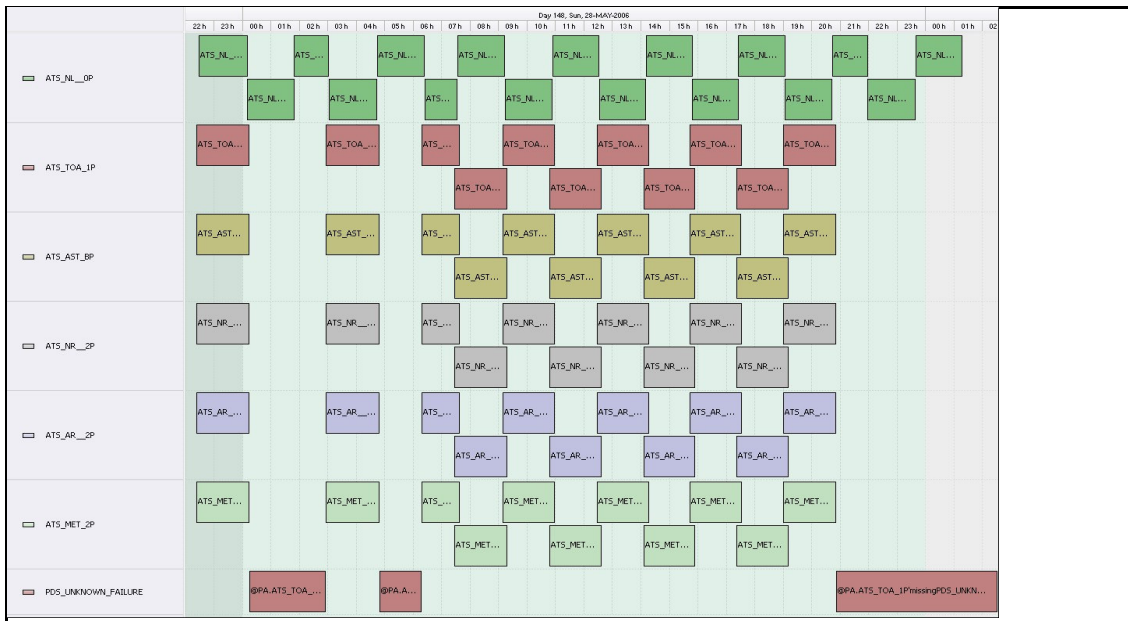 Day 148, Sun, 28-MAY-2006
22 h 23 h 00 h 01 h 02 h 03 h 04 h 05 h 06 h 07 h 08 h 09 h 10 h 11 h 12 h 13 h 14 h 15 h 16 h 17 h 18 h 19 h 20 h 21 h 22 h 23 h 00 h 01 h 02
ATS_NL__0P
ATS_NL_... ATS_... ATS_NL... ATS_NL... ATS_NL... ATS_NL... ATS_NL... ATS_... ATS_NL...
ATS_NL... ATS_NL... ATS... ATS_NL... ATS_NL... ATS_NL... ATS_NL... ATS_NL...
ATS_TOA_1P
ATS_TOA ATS_TOA_... ATS_... ATS_TOA... ATS_TOA... ATS_TOA... ATS_TOA...
ATS_TOA... ATS_TOA... ATS_TOA... ATS_TOA...
ATS_AST_BP
ATS_AST... ATS_AST_... ATS_... ATS_AST... ATS_AST... ATS_AST... ATS_AST...
ATS_AST... ATS_AST... ATS_AST... ATS_AST...
ATS_NR__2P
ATS_NR_... ATS_NR__... ATS_... ATS_NR_... ATS_NR_... ATS_NR_... ATS_NR_...
ATS_NR_... ATS_NR_... ATS_NR_... ATS_NR_...
ATS_AR__2P
ATS_AR_... ATS_AR__... ATS_... ATS_AR_... ATS_AR_... ATS_AR_... ATS_AR_...
ATS_AR_... ATS_AR_... ATS_AR_... ATS_AR_...
ATS_MET_2P
ATS_MET... ATS_MET_... ATS_... ATS_MET... ATS_MET... ATS_MET... ATS_MET...
ATS_MET... ATS_MET... ATS_MET... ATS_MET...
PDS_UNKNOWN_FAILURE
@PA.ATS_TOA_... @PA.A... @PA.ATS_TOA_1P'missingPDS_UNKN...